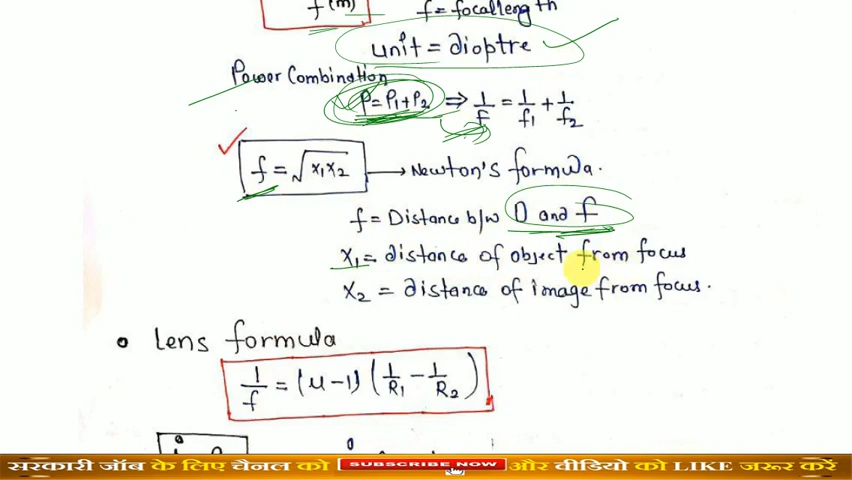 f(m) f = focal length
unit = dioptre
Power Combination
P=P₁+P₂ ⇒ 1/f = 1/f₁ + 1/f₂
f = √x₁x₂ → Newton's formula.
f = Distance b/w O and f
x₁ = distance of object from focus
x₂ = distance of image from focus.
• lens formula
1/f = (μ-1) (1/R₁ - 1/R₂)
सरकारी जॉब के लिए चैनल को SUBSCRIBE NOW और वीडियो को LIKE जरूर करें